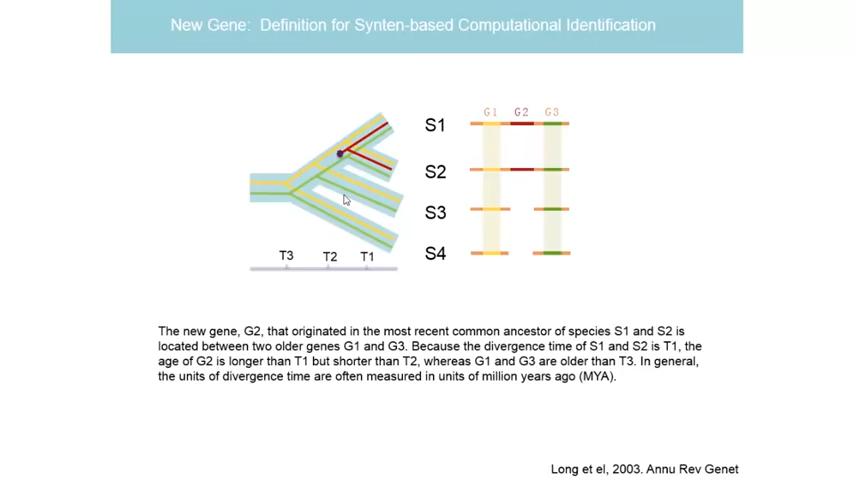 New Gene: Definition for Synten-based Computational Identification
G1 G2 G3
S1
S2
S3
S4
T3 T2 T1
The new gene, G2, that originated in the most recent common ancestor of species S1 and S2 is
located between two older genes G1 and G3. Because the divergence time of S1 and S2 is T1, the
age of G2 is longer than T1 but shorter than T2, whereas G1 and G3 are older than T3. In general,
the units of divergence time are often measured in units of million years ago (MYA).
Long et el, 2003. Annu Rev Genet